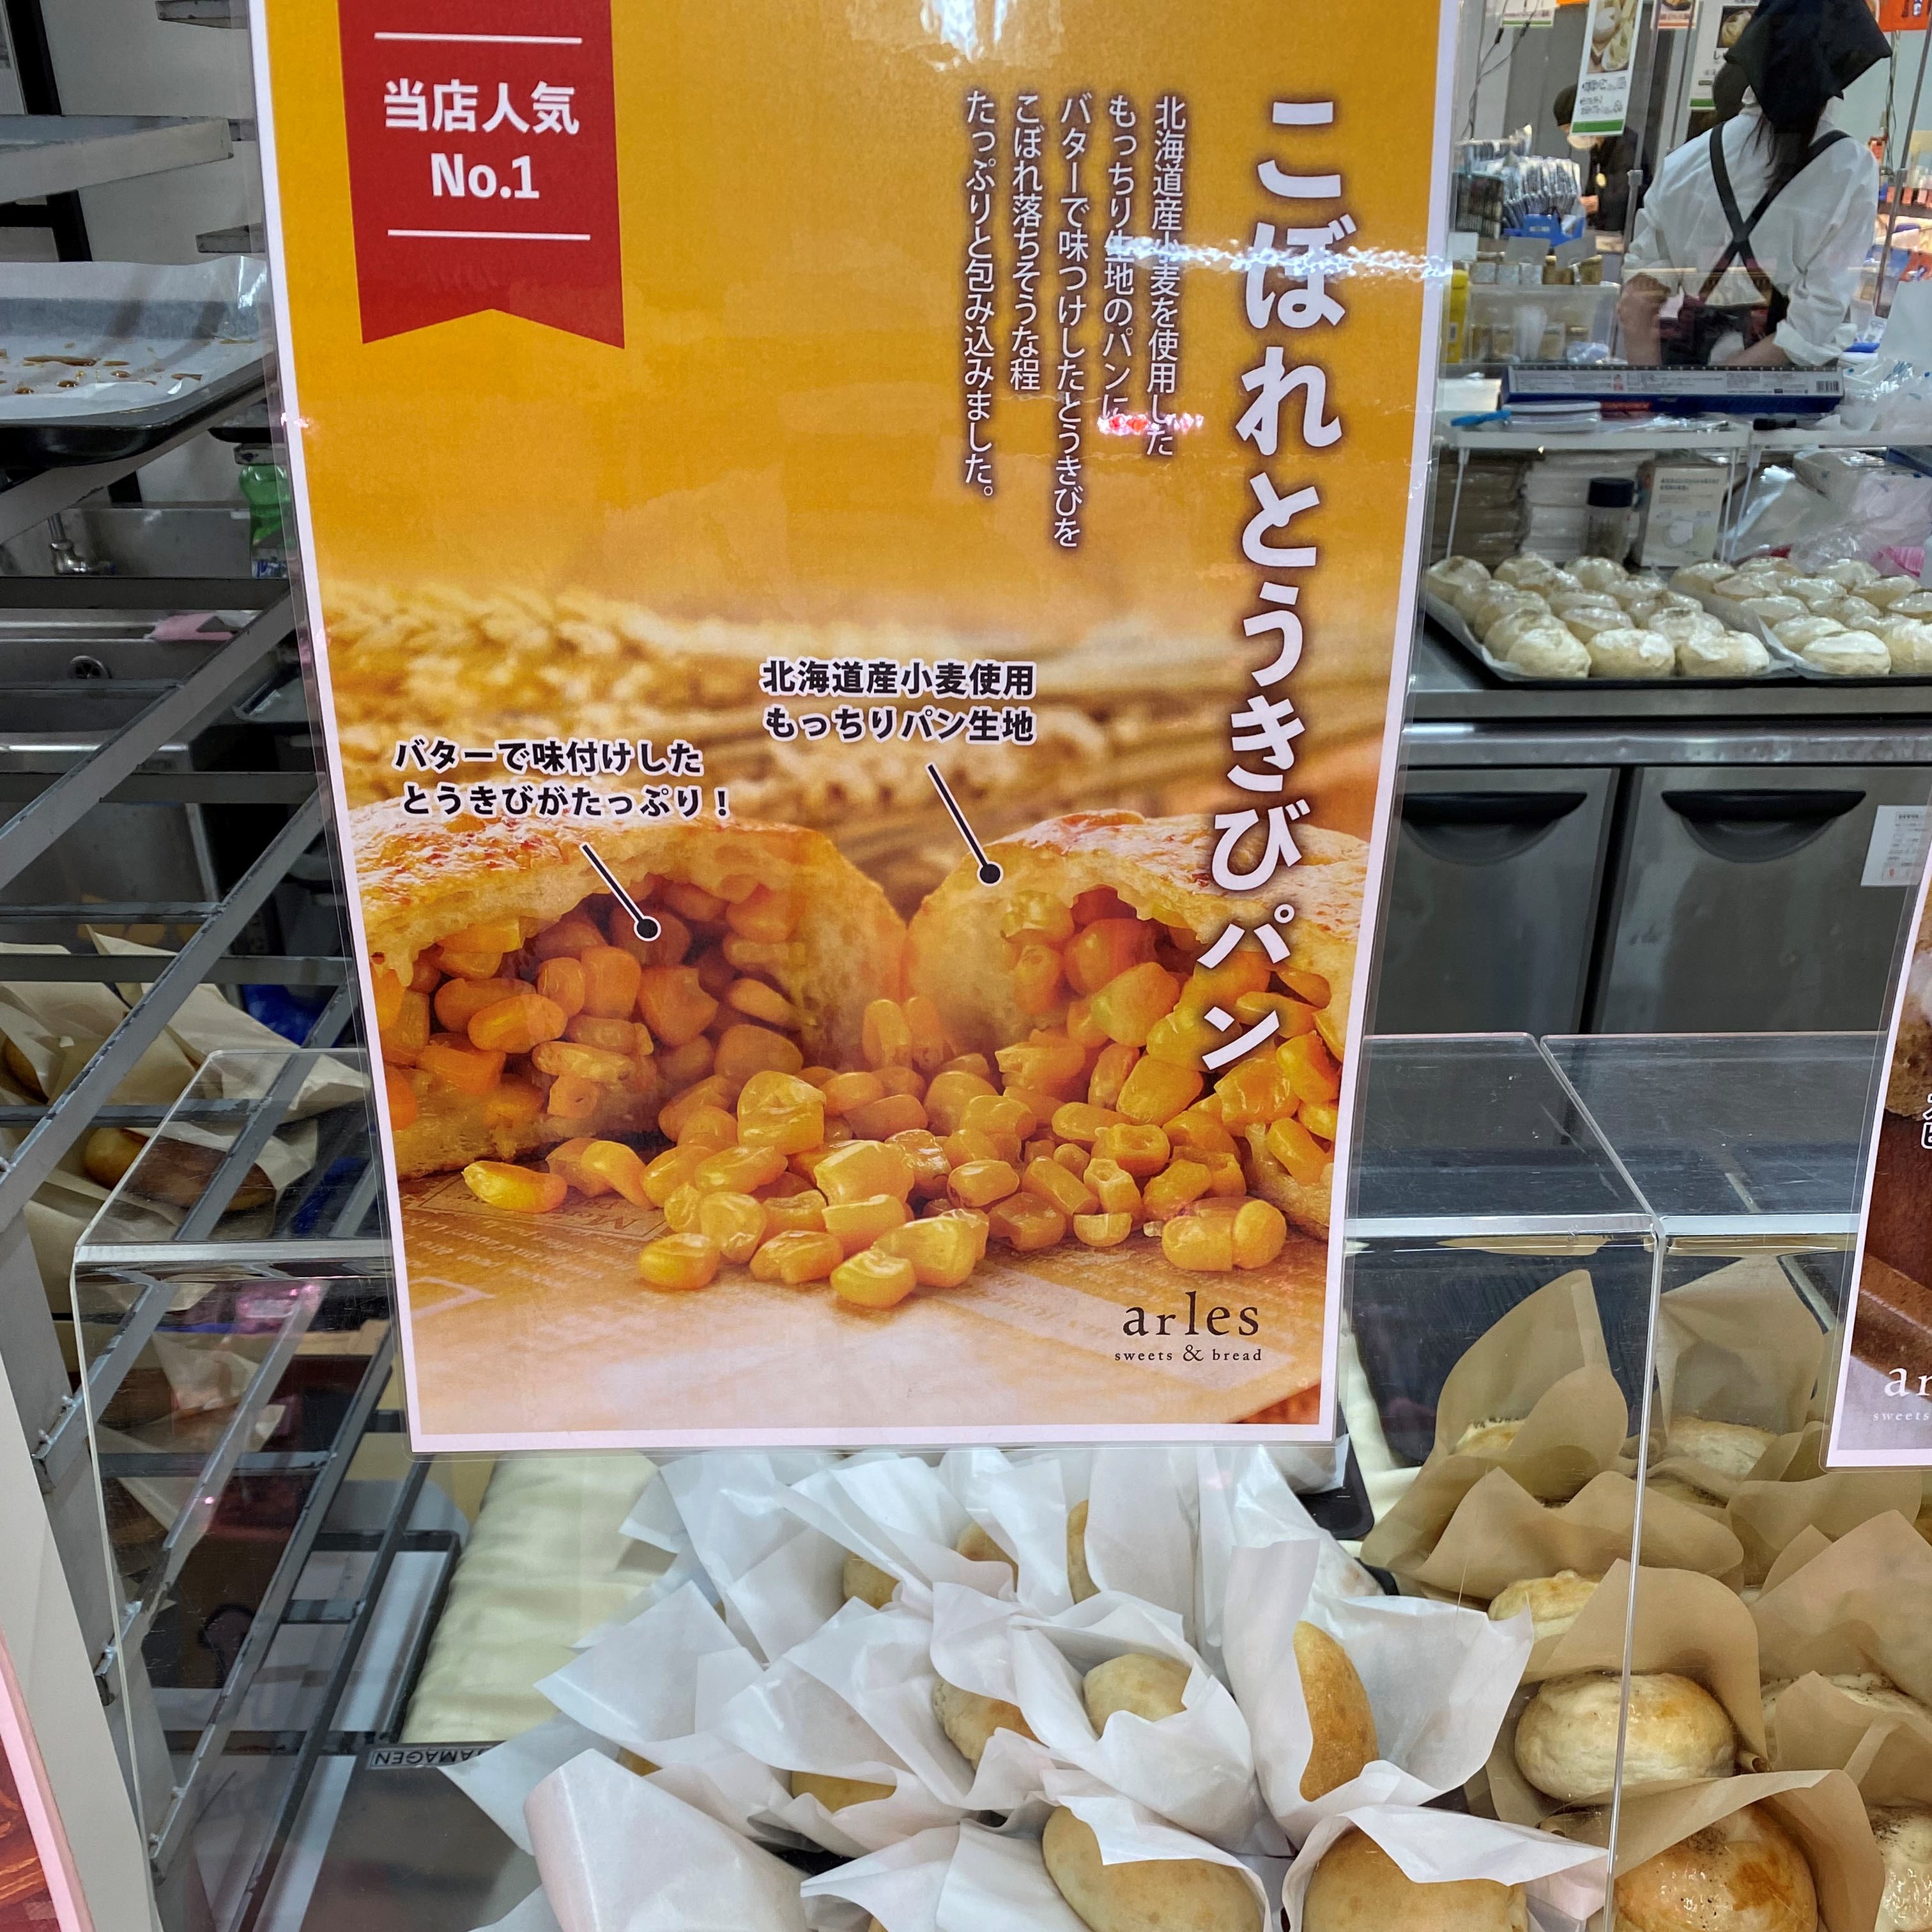 当店人気
No.1
こぼれとうきびパン
北海道産小麦を使用した
もっちり生地のパンに
バターで味つけしたとうきびを
こぼれ落ちそうな程
たっぷりと包み込みました。
北海道産小麦使用
もっちりパン生地
バターで味付けした
とうきびがたっぷり！
arles
sweets & bread
ar
sweets